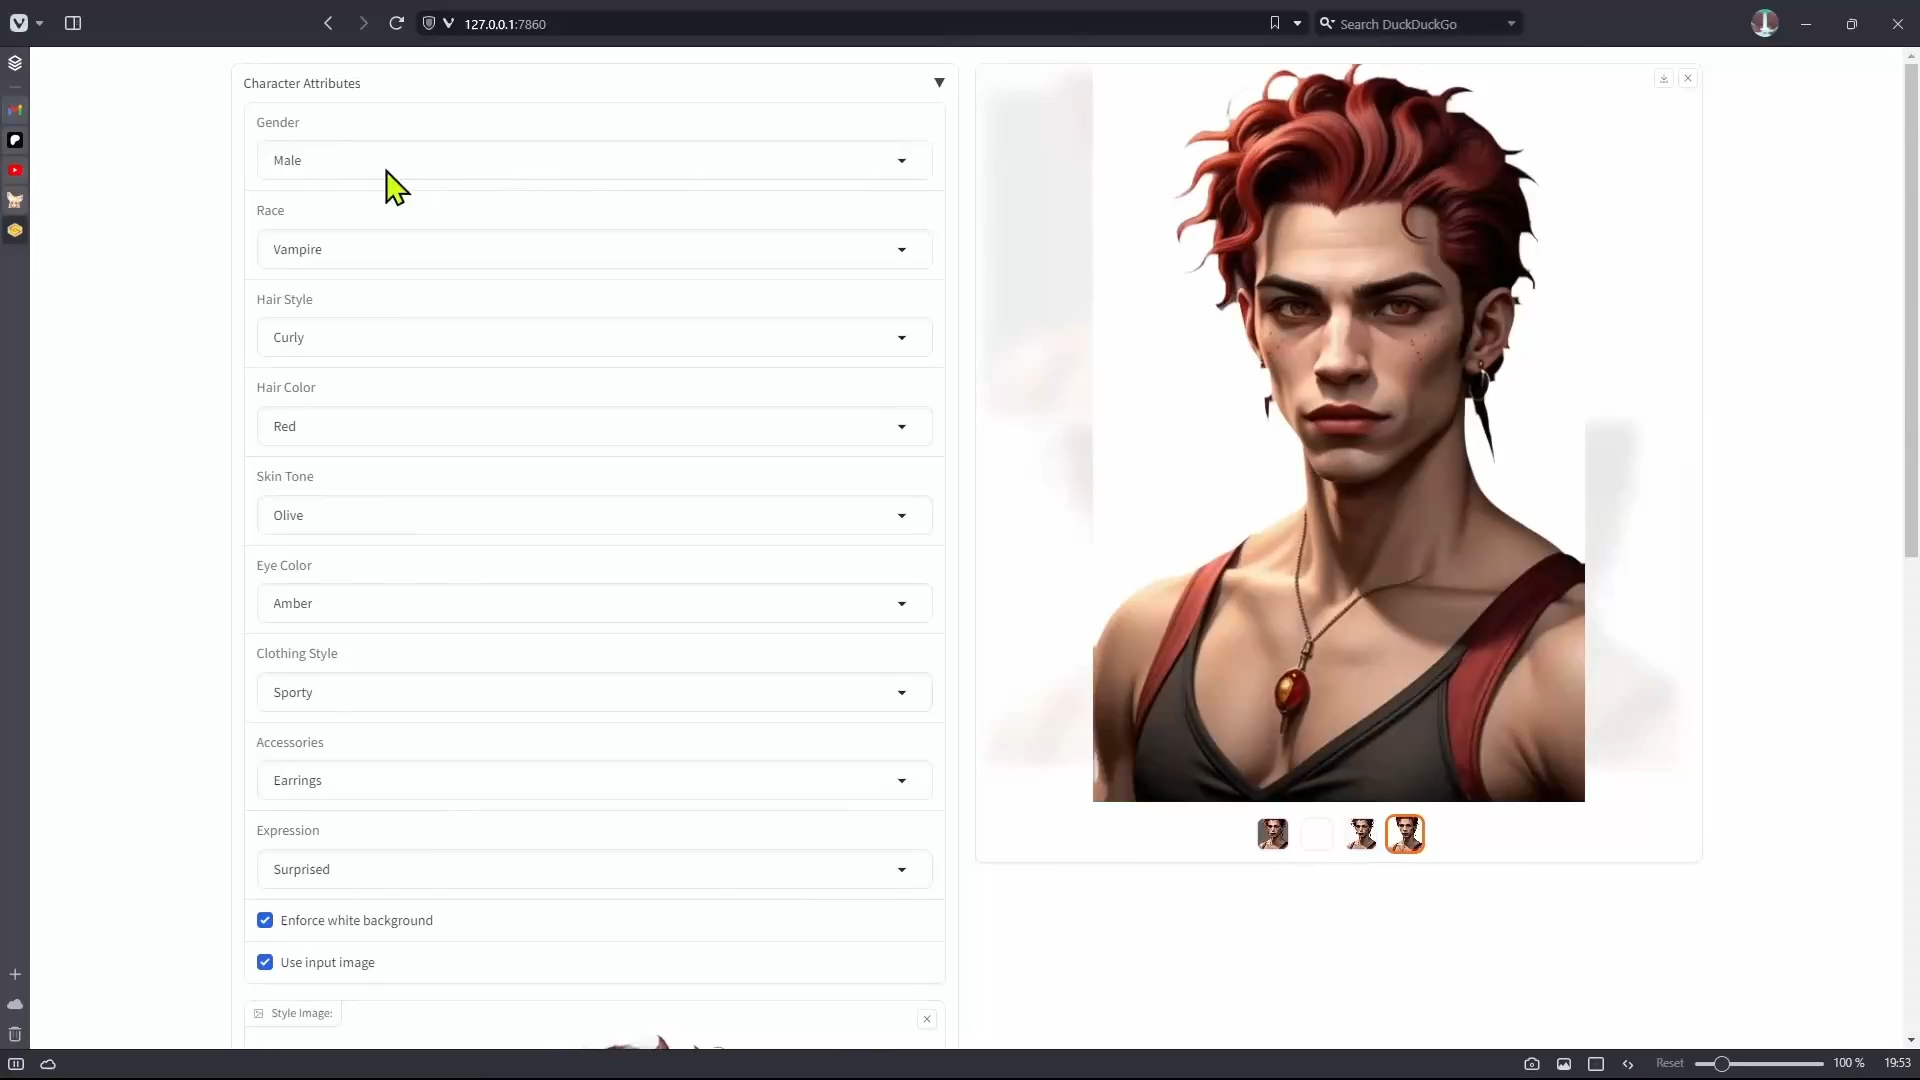 127.0.0.1:7860
Search DuckDuckGo
Character Attributes
Gender
Male
Race
Vampire
Hair Style
Curly
Hair Color
Red
Skin Tone
Olive
Eye Color
Amber
Clothing Style
Sporty
Accessories
Earrings
Expression
Surprised
Enforce white background
Use input image
Style Image:
Reset
100 %
19:53